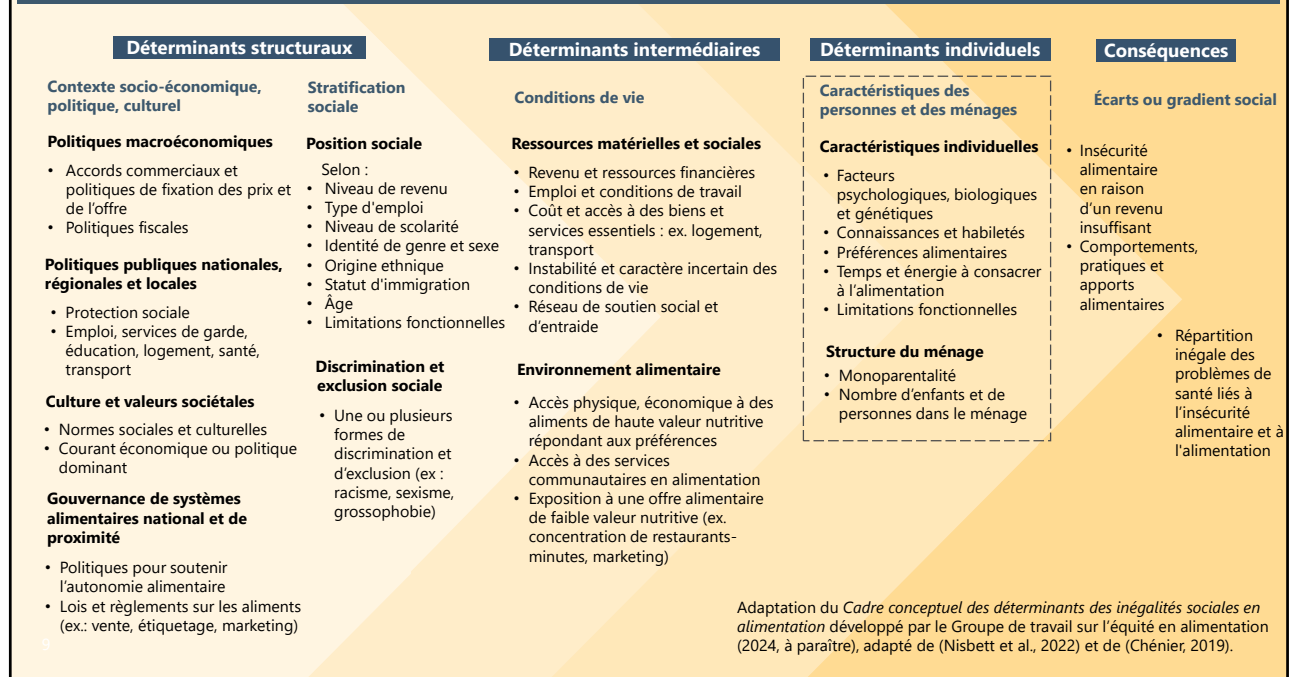 Déterminants structuraux
Contexte socio-économique,
politique, culturel
Politiques macroéconomiques
• Accords commerciaux et
politiques de fixation des prix et
de l'offre
• Politiques fiscales
Politiques publiques nationales,
régionales et locales
• Protection sociale
• Emploi, services de garde,
éducation, logement, santé,
transport
Culture et valeurs sociétales
• Normes sociales et culturelles
• Courant économique ou politique
dominant
Gouvernance de systèmes
alimentaires national et de
proximité
• Politiques pour soutenir
l'autonomie alimentaire
• Lois et règlements sur les aliments
(ex.: vente, étiquetage, marketing)
9
Stratification
sociale
Position sociale
Selon :
• Niveau de revenu
• Type d'emploi
• Niveau de scolarité
• Identité de genre et sexe
• Origine ethnique
• Statut d'immigration
• Âge
• Limitations fonctionnelles
Discrimination et
exclusion sociale
• Une ou plusieurs
formes de
discrimination et
d'exclusion (ex :
racisme, sexisme,
grossophobie)
Déterminants intermédiaires
Conditions de vie
Ressources matérielles et sociales
• Revenu et ressources financières
• Emploi et conditions de travail
• Coût et accès à des biens et
services essentiels : ex. logement,
transport
• Instabilité et caractère incertain des
conditions de vie
• Réseau de soutien social et
d'entraide
Environnement alimentaire
• Accès physique, économique à des
aliments de haute valeur nutritive
répondant aux préférences
• Accès à des services
communautaires en alimentation
• Exposition à une offre alimentaire
de faible valeur nutritive (ex.
concentration de restaurants-
minutes, marketing)
Déterminants individuels
Caractéristiques des
personnes et des ménages
Caractéristiques individuelles
• Facteurs
psychologiques, biologiques
et génétiques
• Connaissances et habiletés
• Préférences alimentaires
• Temps et énergie à consacrer
à l'alimentation
• Limitations fonctionnelles
Structure du ménage
• Monoparentalité
• Nombre d'enfants et de
personnes dans le ménage
Conséquences
Écarts ou gradient social
• Insécurité
alimentaire
en raison
d'un revenu
insuffisant
• Comportements,
pratiques et
apports
alimentaires
• Répartition
inégale des
problèmes de
santé liés à
l'insécurité
alimentaire et à
l'alimentation
Adaptation du Cadre conceptuel des déterminants des inégalités sociales en
alimentation développé par le Groupe de travail sur l'équité en alimentation
(2024, à paraître), adapté de (Nisbett et al., 2022) et de (Chénier, 2019).